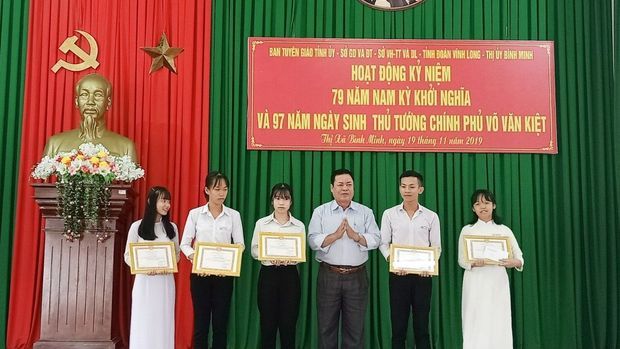 BAN TUYÊN GIÁO TỈNH ỦY - SỞ GD VÀ ĐT - SỞ VH-TT VÀ DL - TỈNH ĐOÀN VĨNH LONG - THỊ ỦY BÌNH MINH
HOẠT ĐỘNG KỶ NIỆM
79 NĂM NAM KỲ KHỞI NGHĨA
VÀ 97 NĂM NGÀY SINH THỦ TƯỚNG CHÍNH PHỦ VÕ VĂN KIỆT
Thị Xã Bình Minh, ngày 19 tháng 11 năm 2019